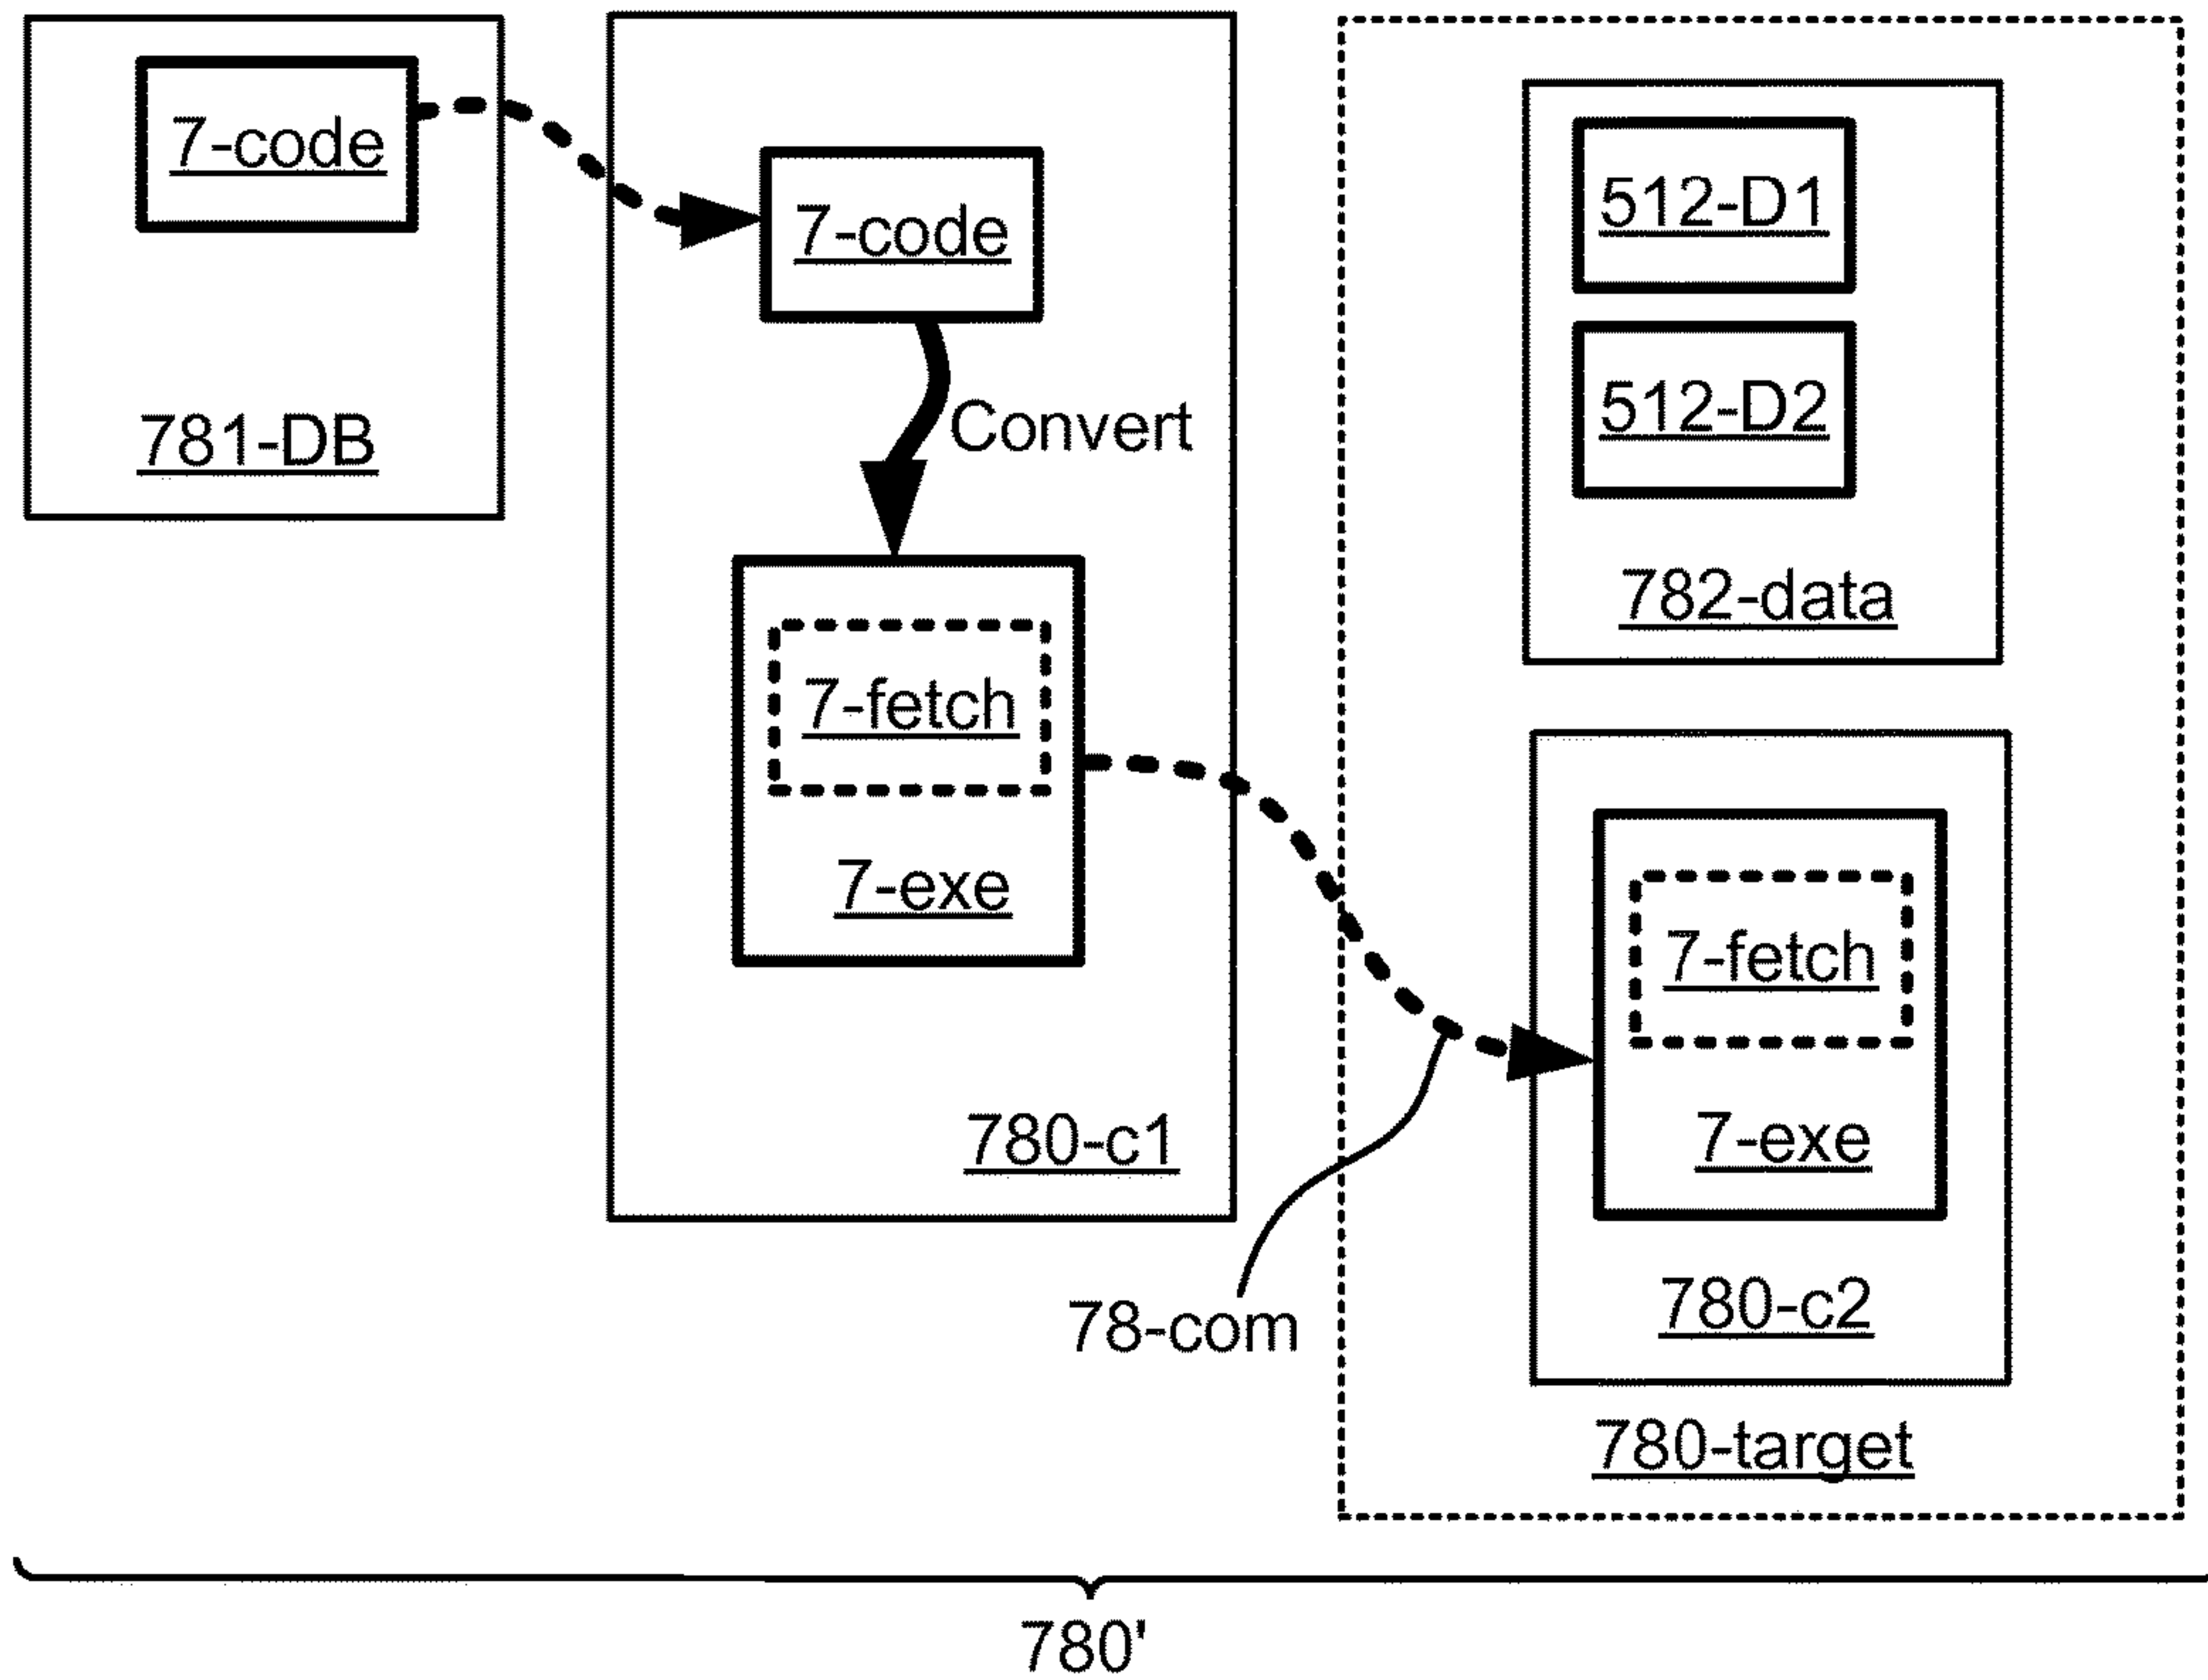 7-code
781-DB
7-code
Convert
7-fetch
7-exe
780-c1
78-com
512-D1
512-D2
782-data
7-fetch
7-exe
780-c2
780-target
780'